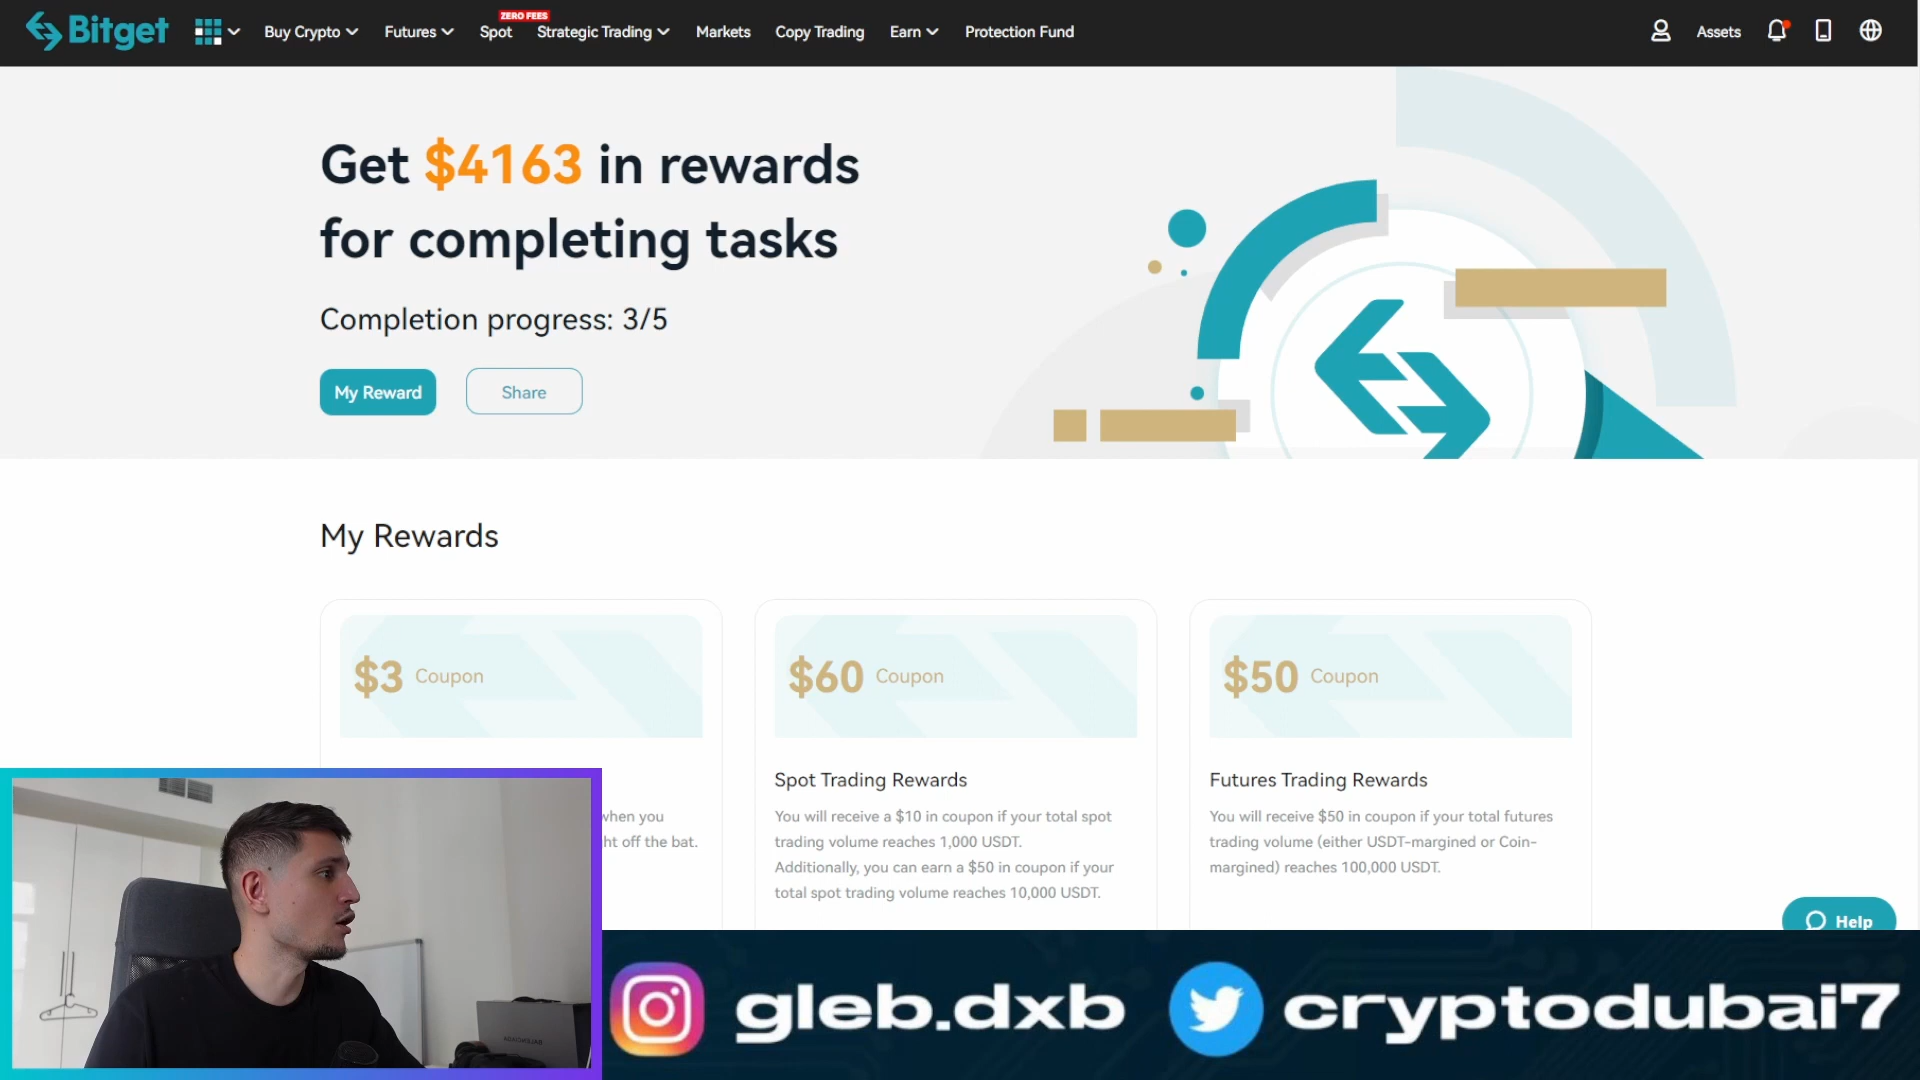 Bitget
Buy Crypto
Futures
ZERO FEES
Spot
Strategic Trading
Markets
Copy Trading
Earn
Protection Fund
Assets
Get $4163 in rewards
for completing tasks
Completion progress: 3/5
My Reward
Share
My Rewards
$3 Coupon
$60 Coupon
$50 Coupon
when you
ht off the bat.
Spot Trading Rewards
You will receive a $10 in coupon if your total spot
trading volume reaches 1,000 USDT.
Additionally, you can earn a $50 in coupon if your
total spot trading volume reaches 10,000 USDT.
Futures Trading Rewards
You will receive $50 in coupon if your total futures
trading volume (either USDT-margined or Coin-
margined) reaches 100,000 USDT.
Help
gleb.dxb
cryptodubai7